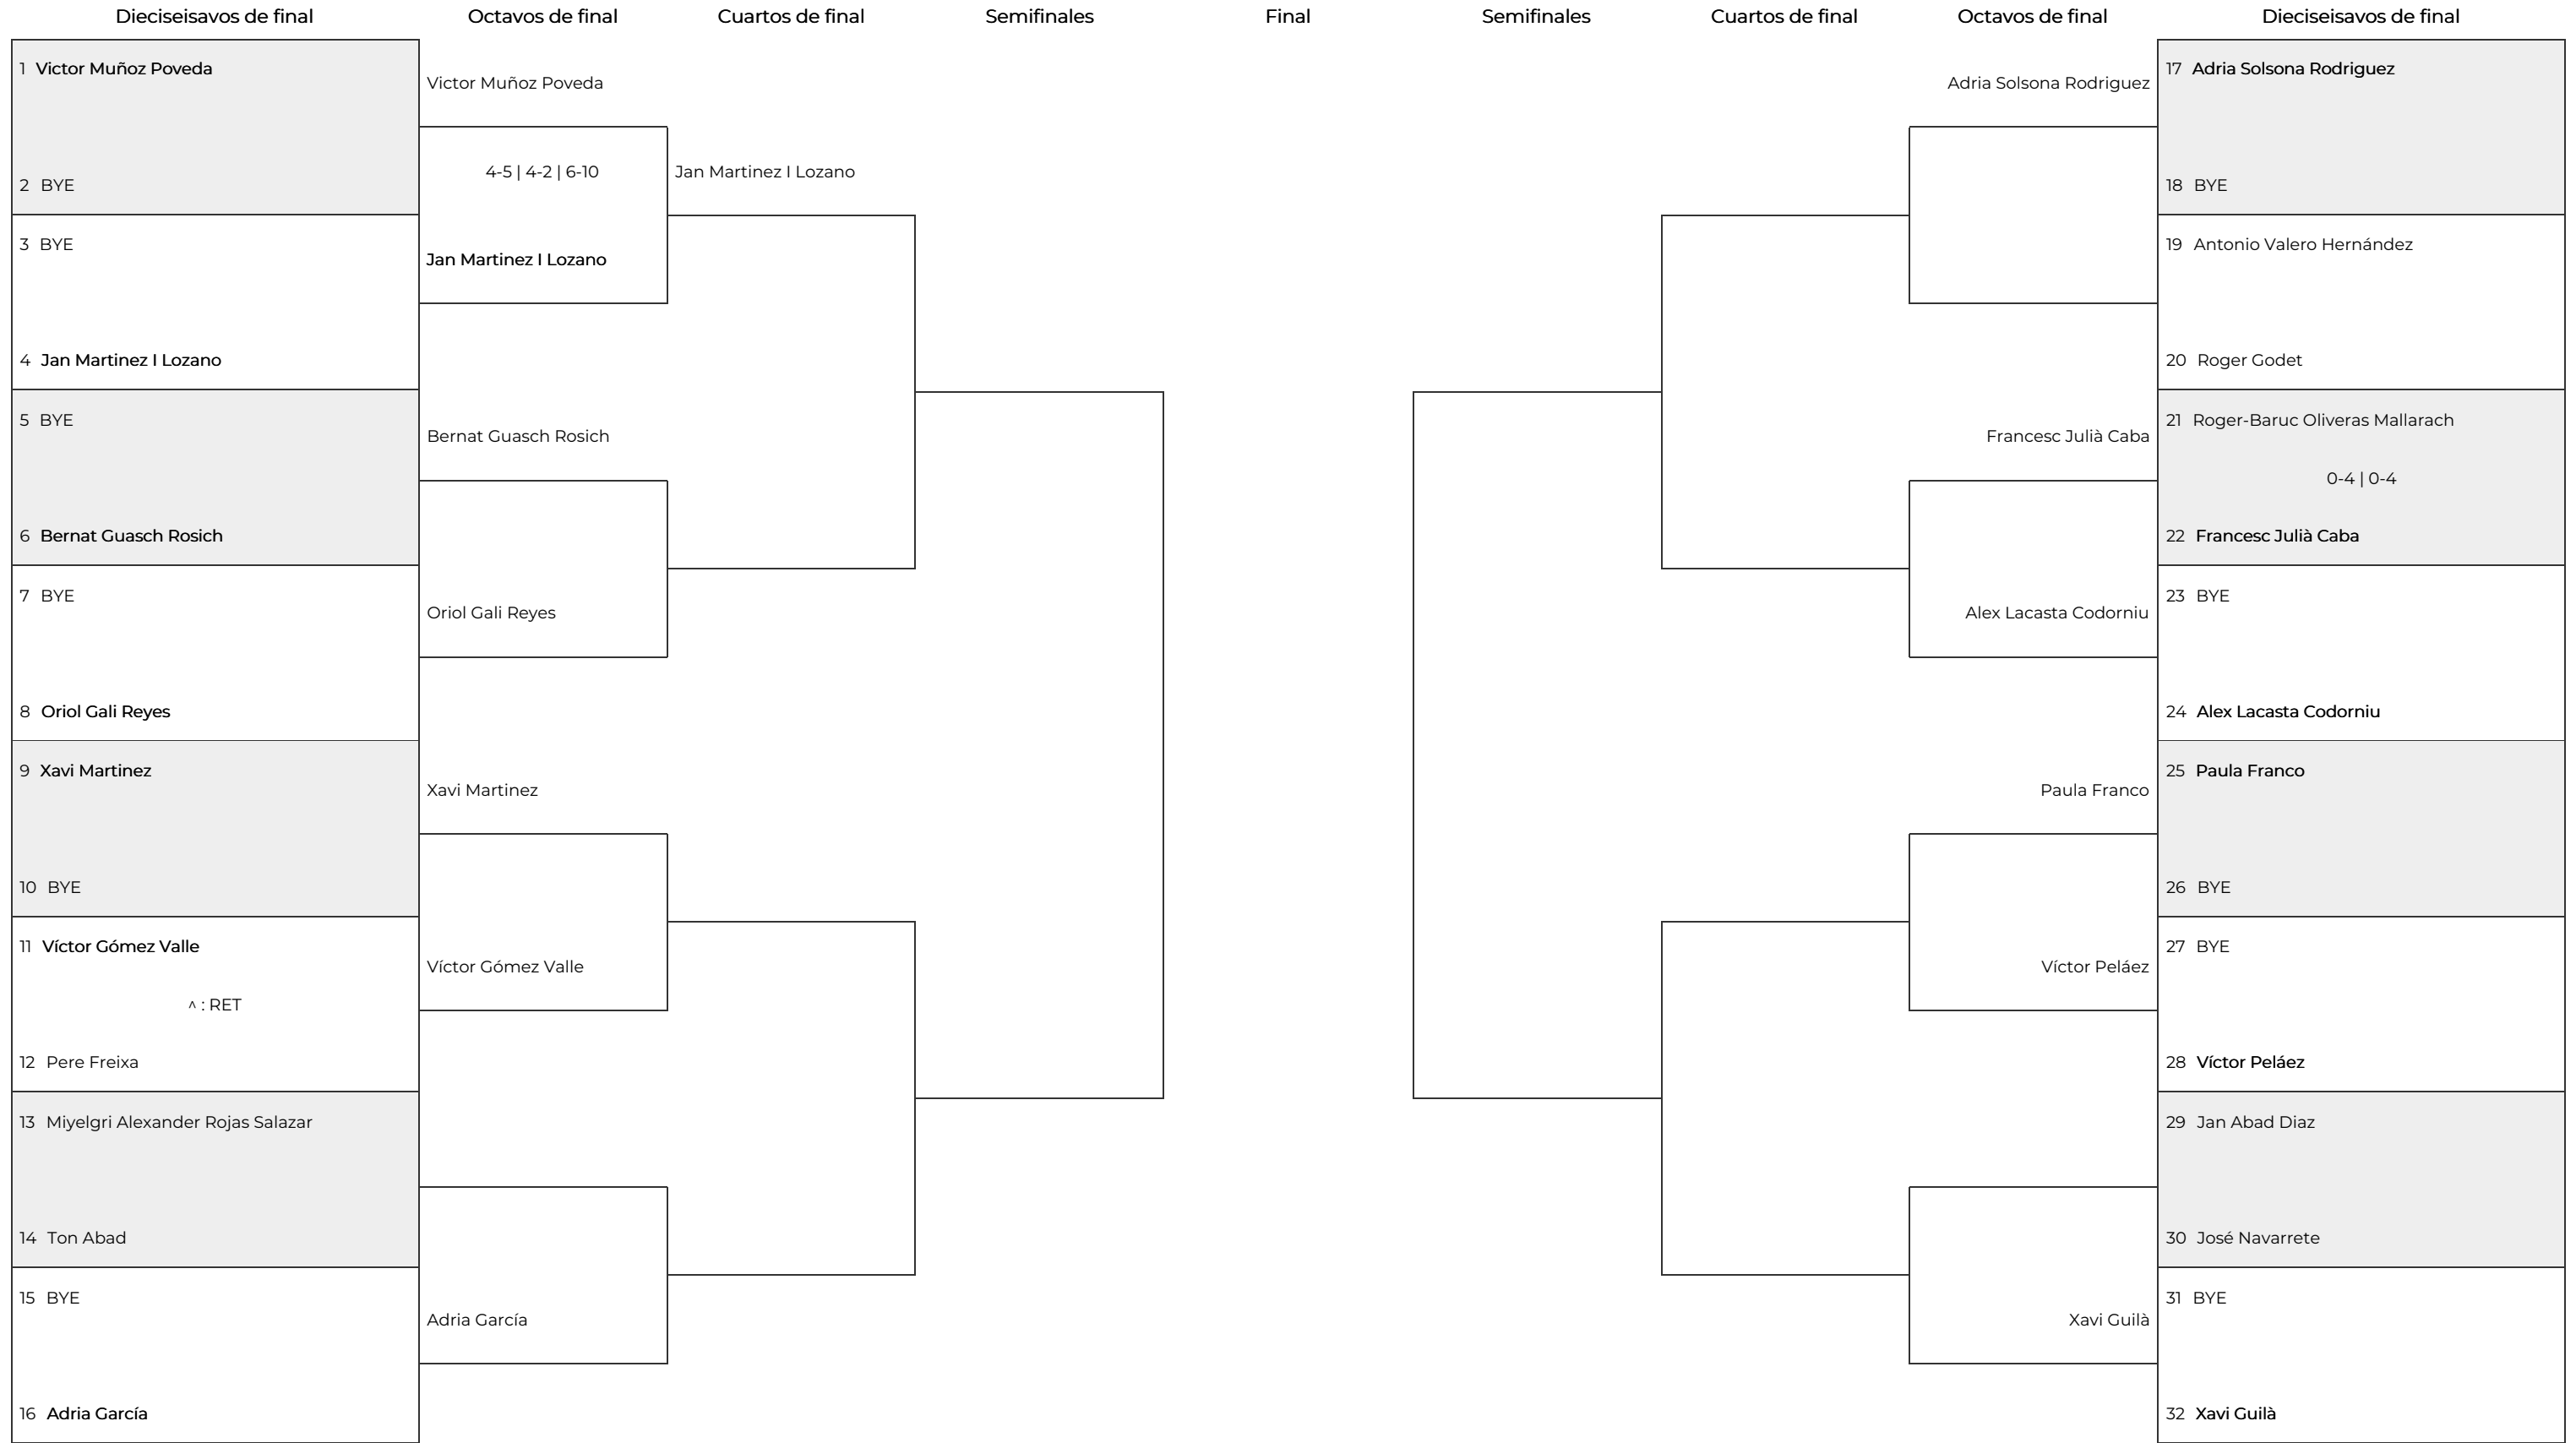 Dieciseisavos de final
Octavos de final
Cuartos de final
Semifinales
Final
Semifinales
Cuartos de final
Octavos de final
Dieciseisavos de final
1 Victor Muñoz Poveda
2 BYE
3 BYE
4 Jan Martinez I Lozano
5 BYE
6 Bernat Guasch Rosich
7 BYE
8 Oriol Gali Reyes
9 Xavi Martinez
10 BYE
11 Víctor Gómez Valle
^ : RET
12 Pere Freixa
13 Miyelgri Alexander Rojas Salazar
14 Ton Abad
15 BYE
16 Adria García
Victor Muñoz Poveda
4-5 | 4-2 | 6-10
Jan Martinez I Lozano
Bernat Guasch Rosich
Oriol Gali Reyes
Xavi Martinez
Víctor Gómez Valle
Adria García
Jan Martinez I Lozano
Adria Solsona Rodriguez
Francesc Julià Caba
Alex Lacasta Codorniu
Paula Franco
Víctor Peláez
Xavi Guilà
17 Adria Solsona Rodriguez
18 BYE
19 Antonio Valero Hernández
20 Roger Godet
21 Roger-Baruc Oliveras Mallarach
0-4 | 0-4
22 Francesc Julià Caba
23 BYE
24 Alex Lacasta Codorniu
25 Paula Franco
26 BYE
27 BYE
28 Víctor Peláez
29 Jan Abad Diaz
30 José Navarrete
31 BYE
32 Xavi Guilà